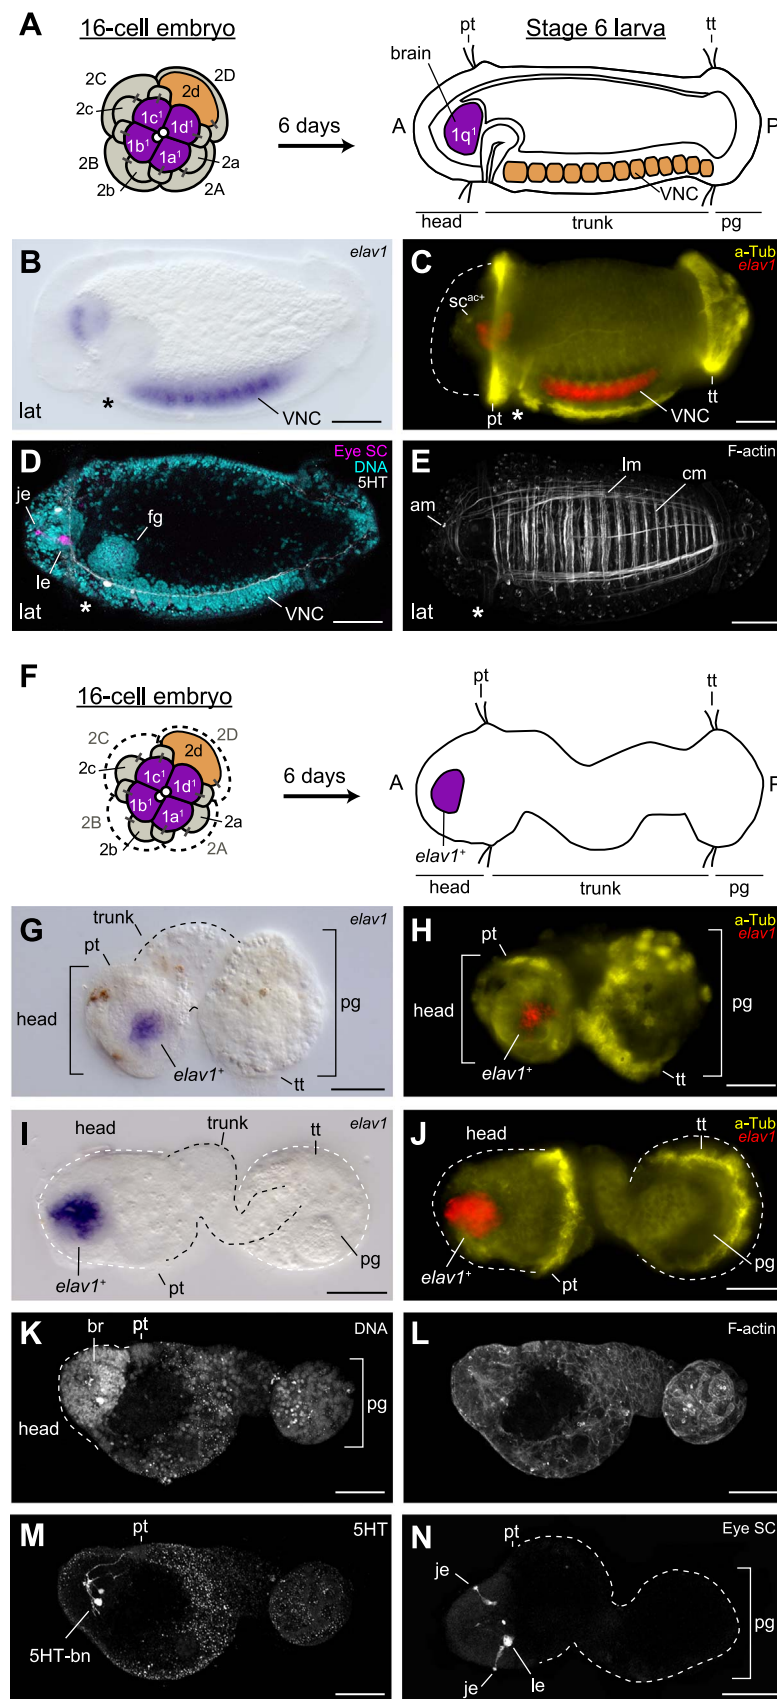 A
16-cell embryo
Stage 6 larva
pt
tt
brain
2C
2D
2d
2c
1c¹
1d¹
1b¹
1a¹
2B
2a
2b
2A
6 days
A
1q¹
P
VNC
head
trunk
pg
B
elav1
VNC
lat
*
C
a-Tub
elav1
sc^ac+
pt
*
VNC
tt
D
Eye SC
DNA
5HT
je
fg
le
lat
*
VNC
E
F-actin
lm
cm
am
lat
*
F
16-cell embryo
pt
tt
2C
2D
2d
2c
1c¹
1d¹
1b¹
1a¹
2B
2a
2b
2A
6 days
A
P
elav1⁺
head
trunk
pg
G
elav1
trunk
pt
head
pg
elav1⁺
tt
H
a-Tub
elav1
pt
head
pg
elav1⁺
tt
I
elav1
head
trunk
tt
elav1⁺
pt
pg
J
a-Tub
elav1
head
tt
elav1⁺
pt
pg
K
DNA
br
pt
head
pg
L
F-actin
M
5HT
pt
5HT-bn
N
Eye SC
pt
je
pg
je
le